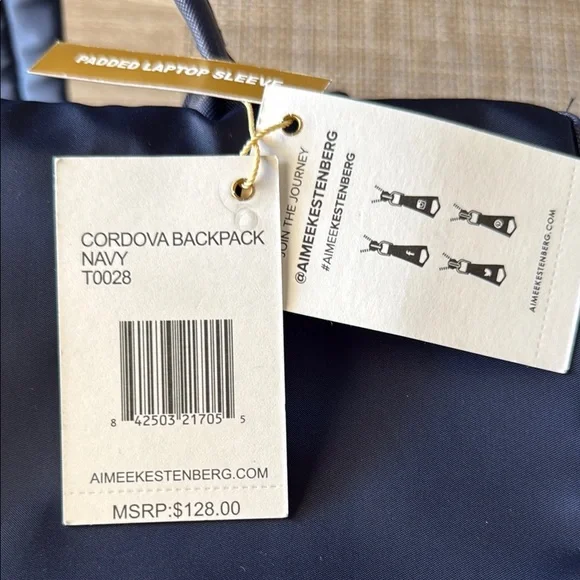 PADDED LAPTOP SLEEVE
JOIN THE JOURNEY
@AIMEEKESTENBERG
#AIMEEKESTENBERG
AIMEEKESTENBERG.COM
CORDOVA BACKPACK
NAVY
T0028
8 42503 21705 5
AIMEEKESTENBERG.COM
MSRP:$128.00